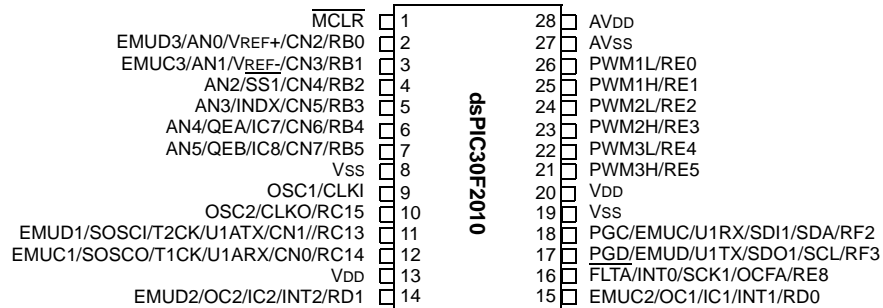 MCLR 1 28 AVDD
EMUD3/AN0/VREF+/CN2/RB0 2 27 AVSS
EMUC3/AN1/VREF-/CN3/RB1 3 26 PWM1L/RE0
AN2/SS1/CN4/RB2 4 25 PWM1H/RE1
AN3/INDX/CN5/RB3 5 24 PWM2L/RE2
AN4/QEA/IC7/CN6/RB4 6 23 PWM2H/RE3
AN5/QEB/IC8/CN7/RB5 7 22 PWM3L/RE4
VSS 8 21 PWM3H/RE5
OSC1/CLKI 9 20 VDD
OSC2/CLKO/RC15 10 19 VSS
EMUD1/SOSCI/T2CK/U1ATX/CN1//RC13 11 18 PGC/EMUC/U1RX/SDI1/SDA/RF2
EMUC1/SOSCO/T1CK/U1ARX/CN0/RC14 12 17 PGD/EMUD/U1TX/SDO1/SCL/RF3
VDD 13 16 FLTA/INT0/SCK1/OCFA/RE8
EMUD2/OC2/IC2/INT2/RD1 14 15 EMUC2/OC1/IC1/INT1/RD0
dsPIC30F2010